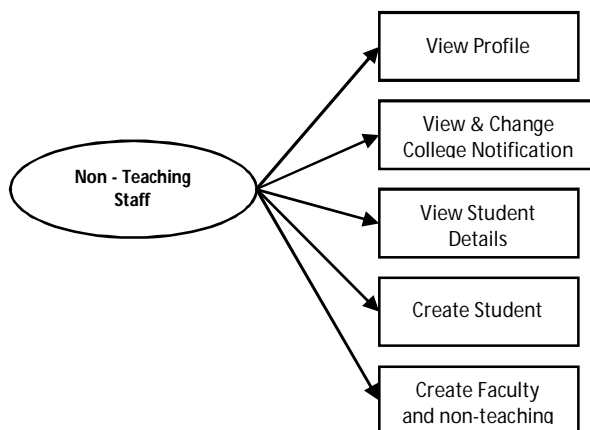 Non - Teaching
Staff
View Profile
View & Change
College Notification
View Student
Details
Create Student
Create Faculty
and non-teaching